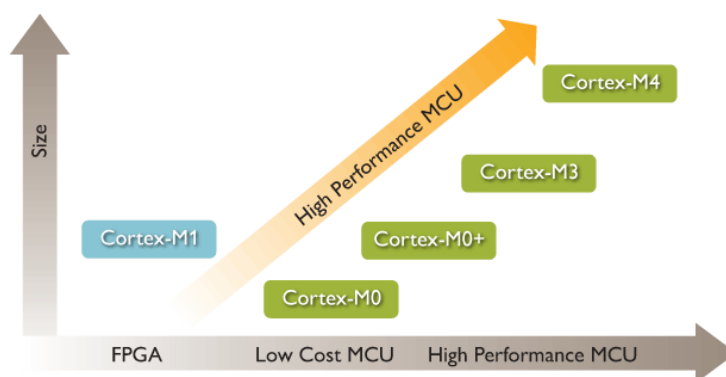 Cortex-M4
High Performance MCU
Size
Cortex-M3
Cortex-M1
Cortex-M0+
Cortex-M0
FPGA
Low Cost MCU
High Performance MCU